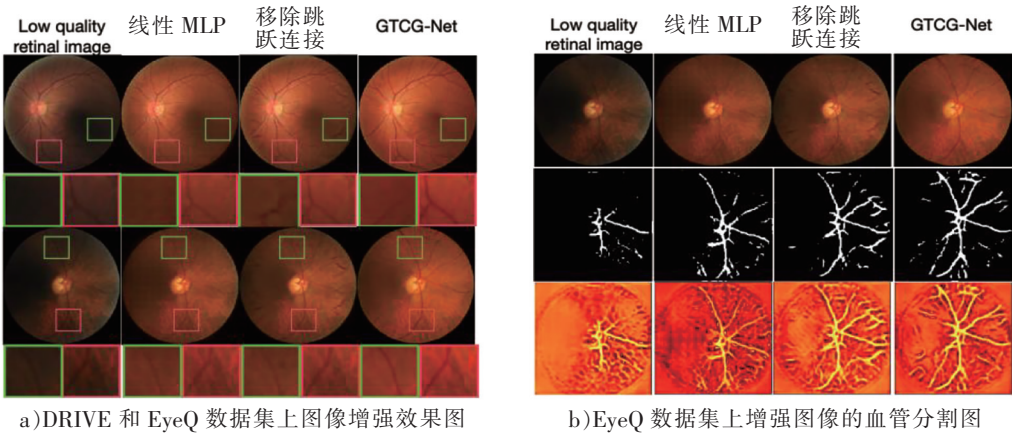 Low quality
retinal image
线性 MLP
移除跳
跃连接
GTCG-Net
Low quality
retinal image
线性 MLP
移除跳
跃连接
GTCG-Net
a)DRIVE 和 EyeQ 数据集上图像增强效果图
b)EyeQ 数据集上增强图像的血管分割图